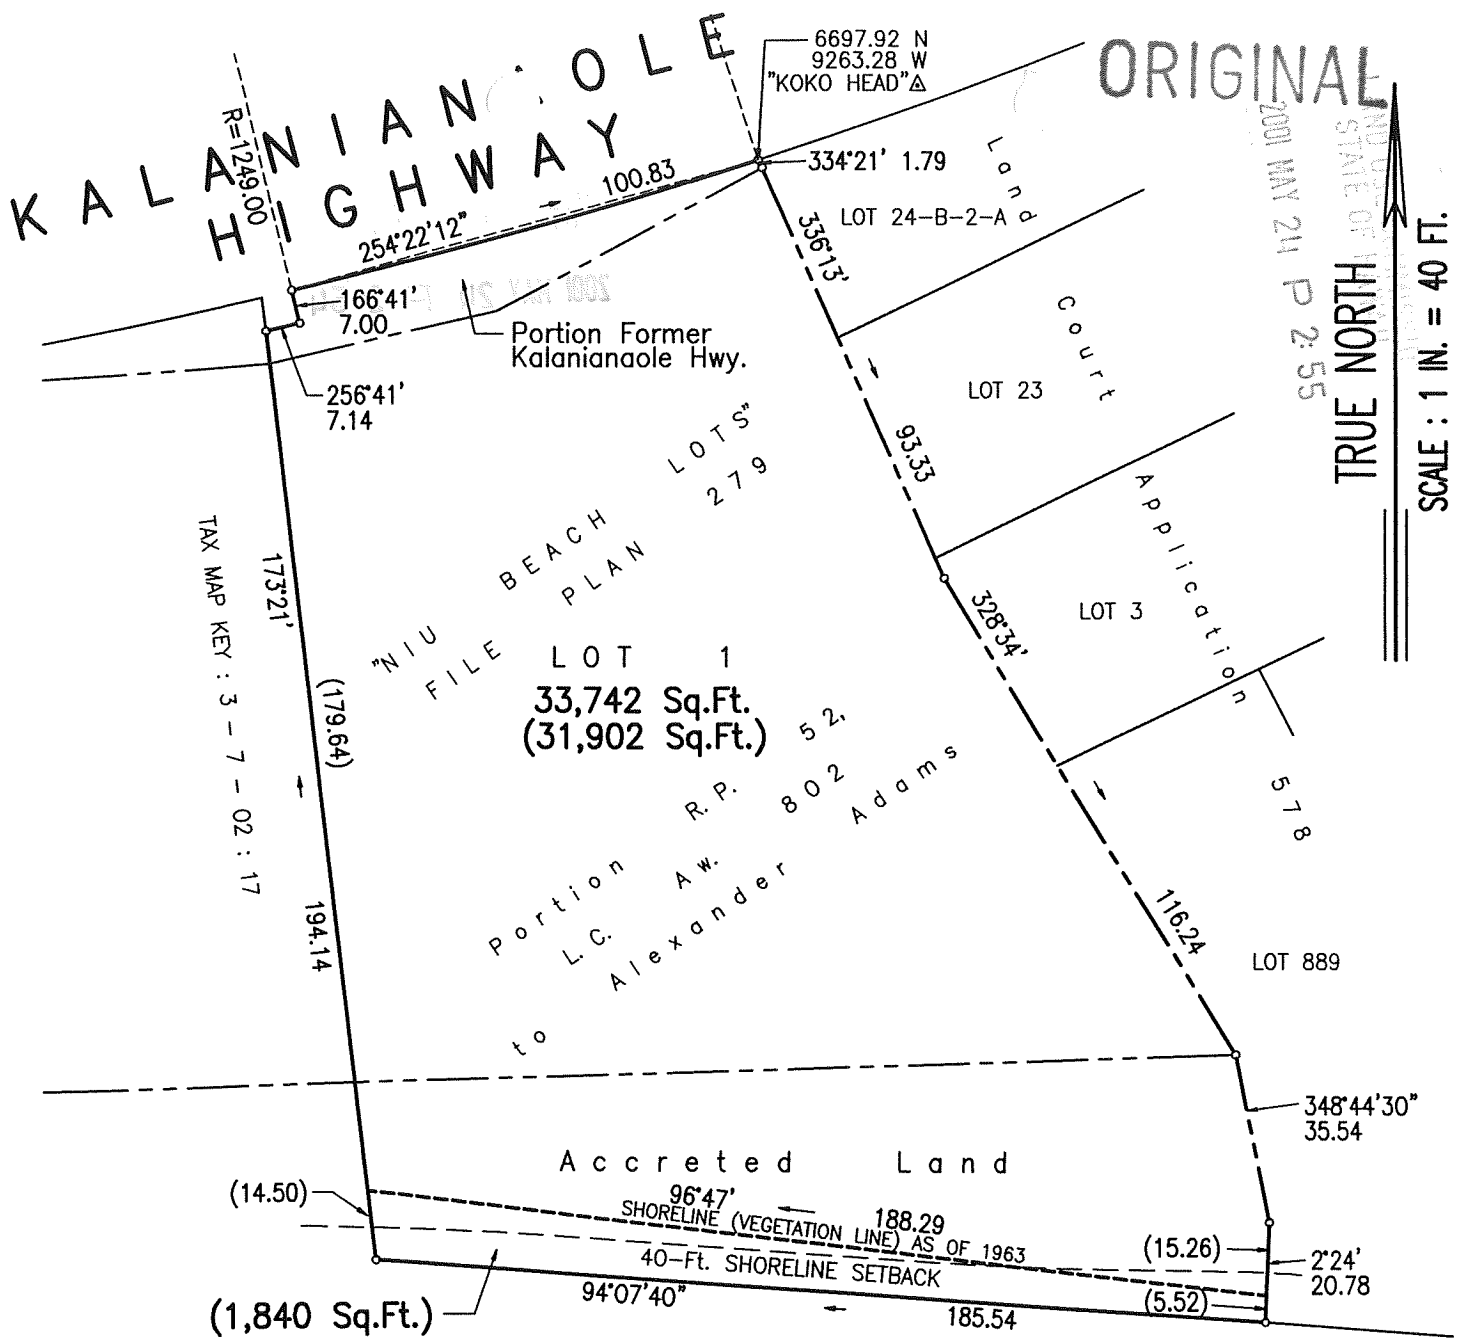 KALANIANAOLE
HIGHWAY
6697.92 N
9263.28 W
"KOKO HEAD"
ORIGINAL
R=1249.00
254°22'12"
100.83
334°21' 1.79
LOT 24-B-2-A
Land
Court
Application
578
2001 MAY 24 P 2:55
STATE OF
TRUE NORTH
SCALE : 1 IN. = 40 FT.
166°41'
7.00
Portion Former
Kalanianaole Hwy.
256°41'
7.14
336°13'
93.33
LOT 23
LOT 3
328°34'
116.24
LOT 889
TAX MAP KEY : 3 - 7 - 02 : 17
173°21'
(179.64)
194.14
"NIU BEACH LOTS"
FILE PLAN 279
LOT 1
33,742 Sq.Ft.
(31,902 Sq.Ft.)
Portion R.P. 52,
L.C. Aw. 802
to Alexander Adams
348°44'30"
35.54
Accreted Land
(14.50)
96°47'
188.29
SHORELINE (VEGETATION LINE) AS OF 1963
40-Ft. SHORELINE SETBACK
(15.26)
2°24'
20.78
(5.52)
94°07'40"
185.54
(1,840 Sq.Ft.)